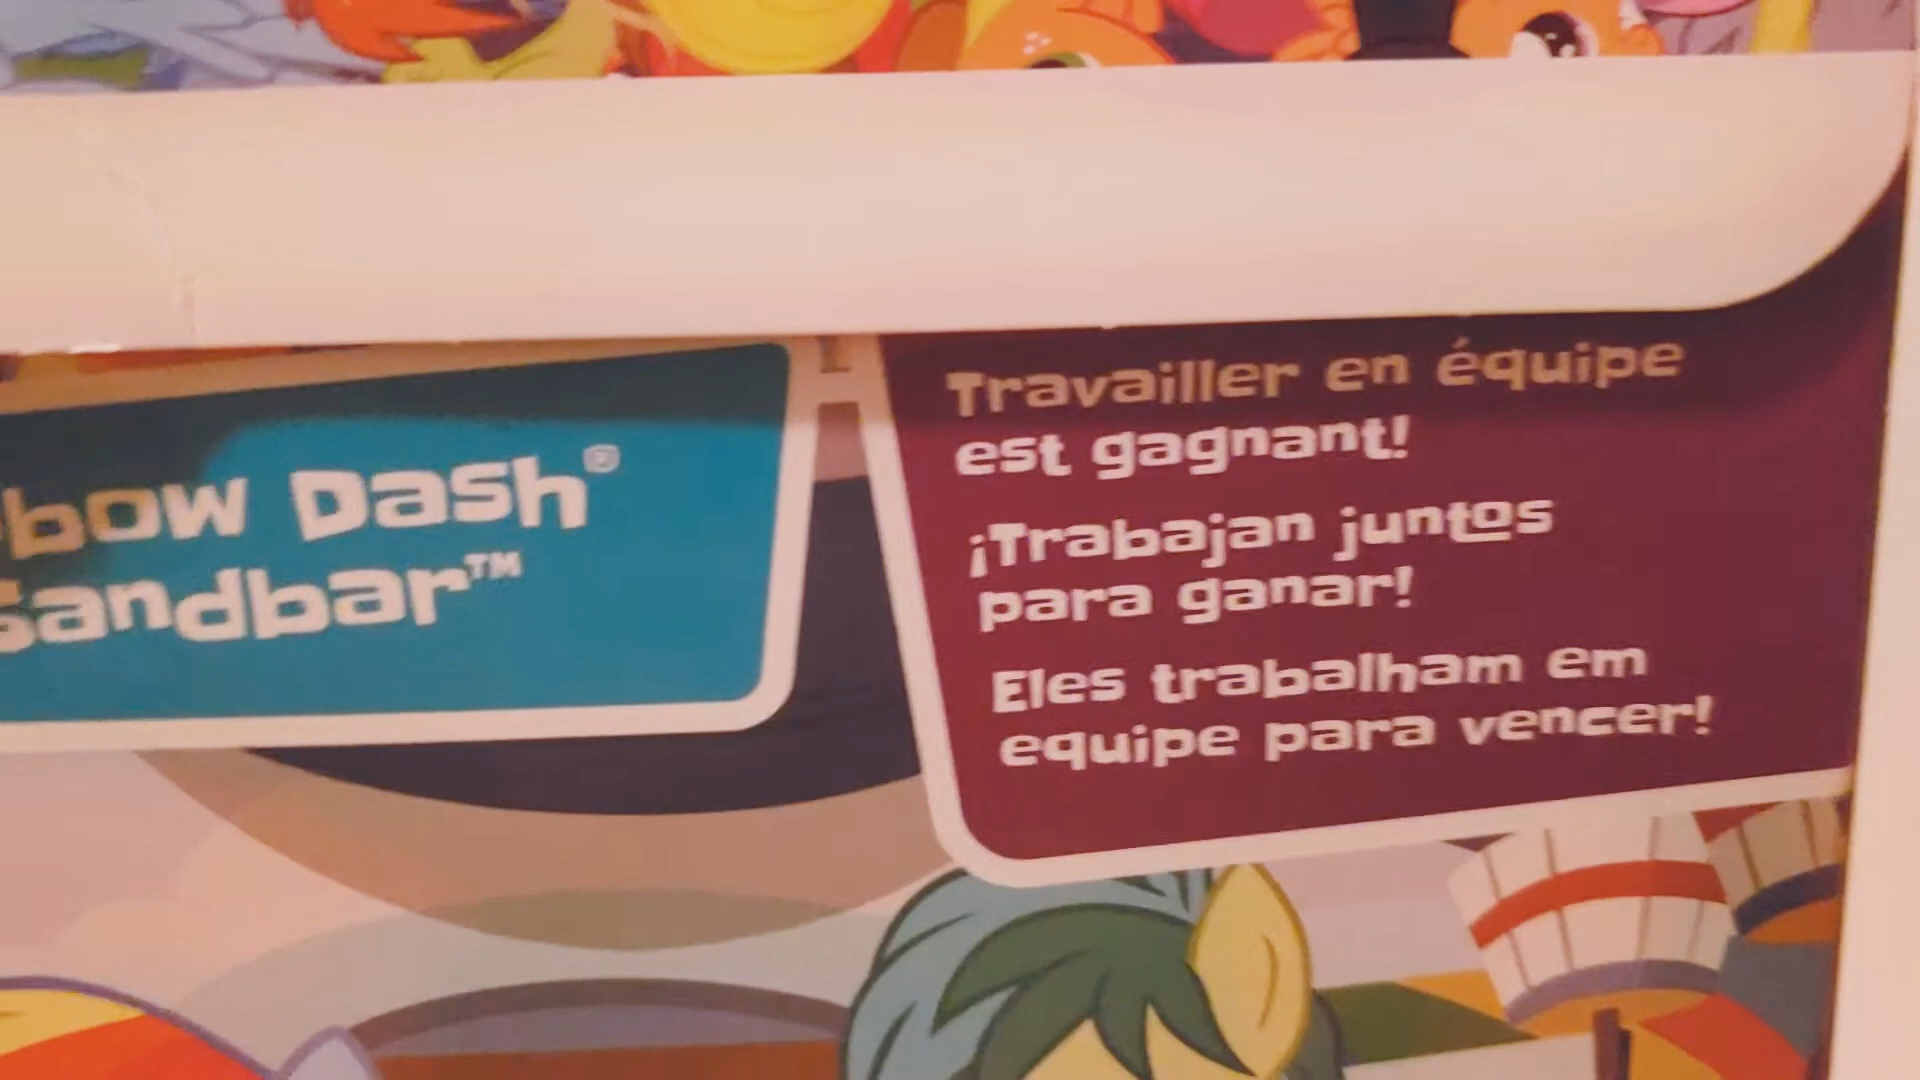 bow Dash®
Sandbar™
Travailler en équipe
est gagnant!
¡Trabajan juntos
para ganar!
Eles trabalham em
equipe para vencer!